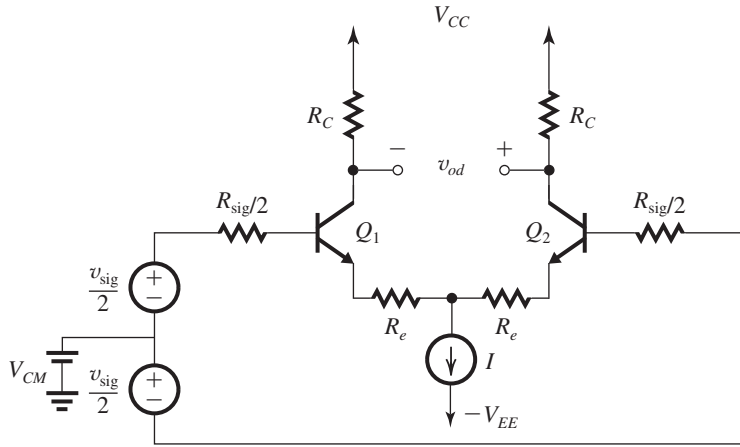 V_CC
R_C
R_C
−
v_od
+
R_sig/2
Q_1
Q_2
R_sig/2
+
−
v_sig
2
R_e
R_e
V_CM
+
−
v_sig
2
I
−V_EE